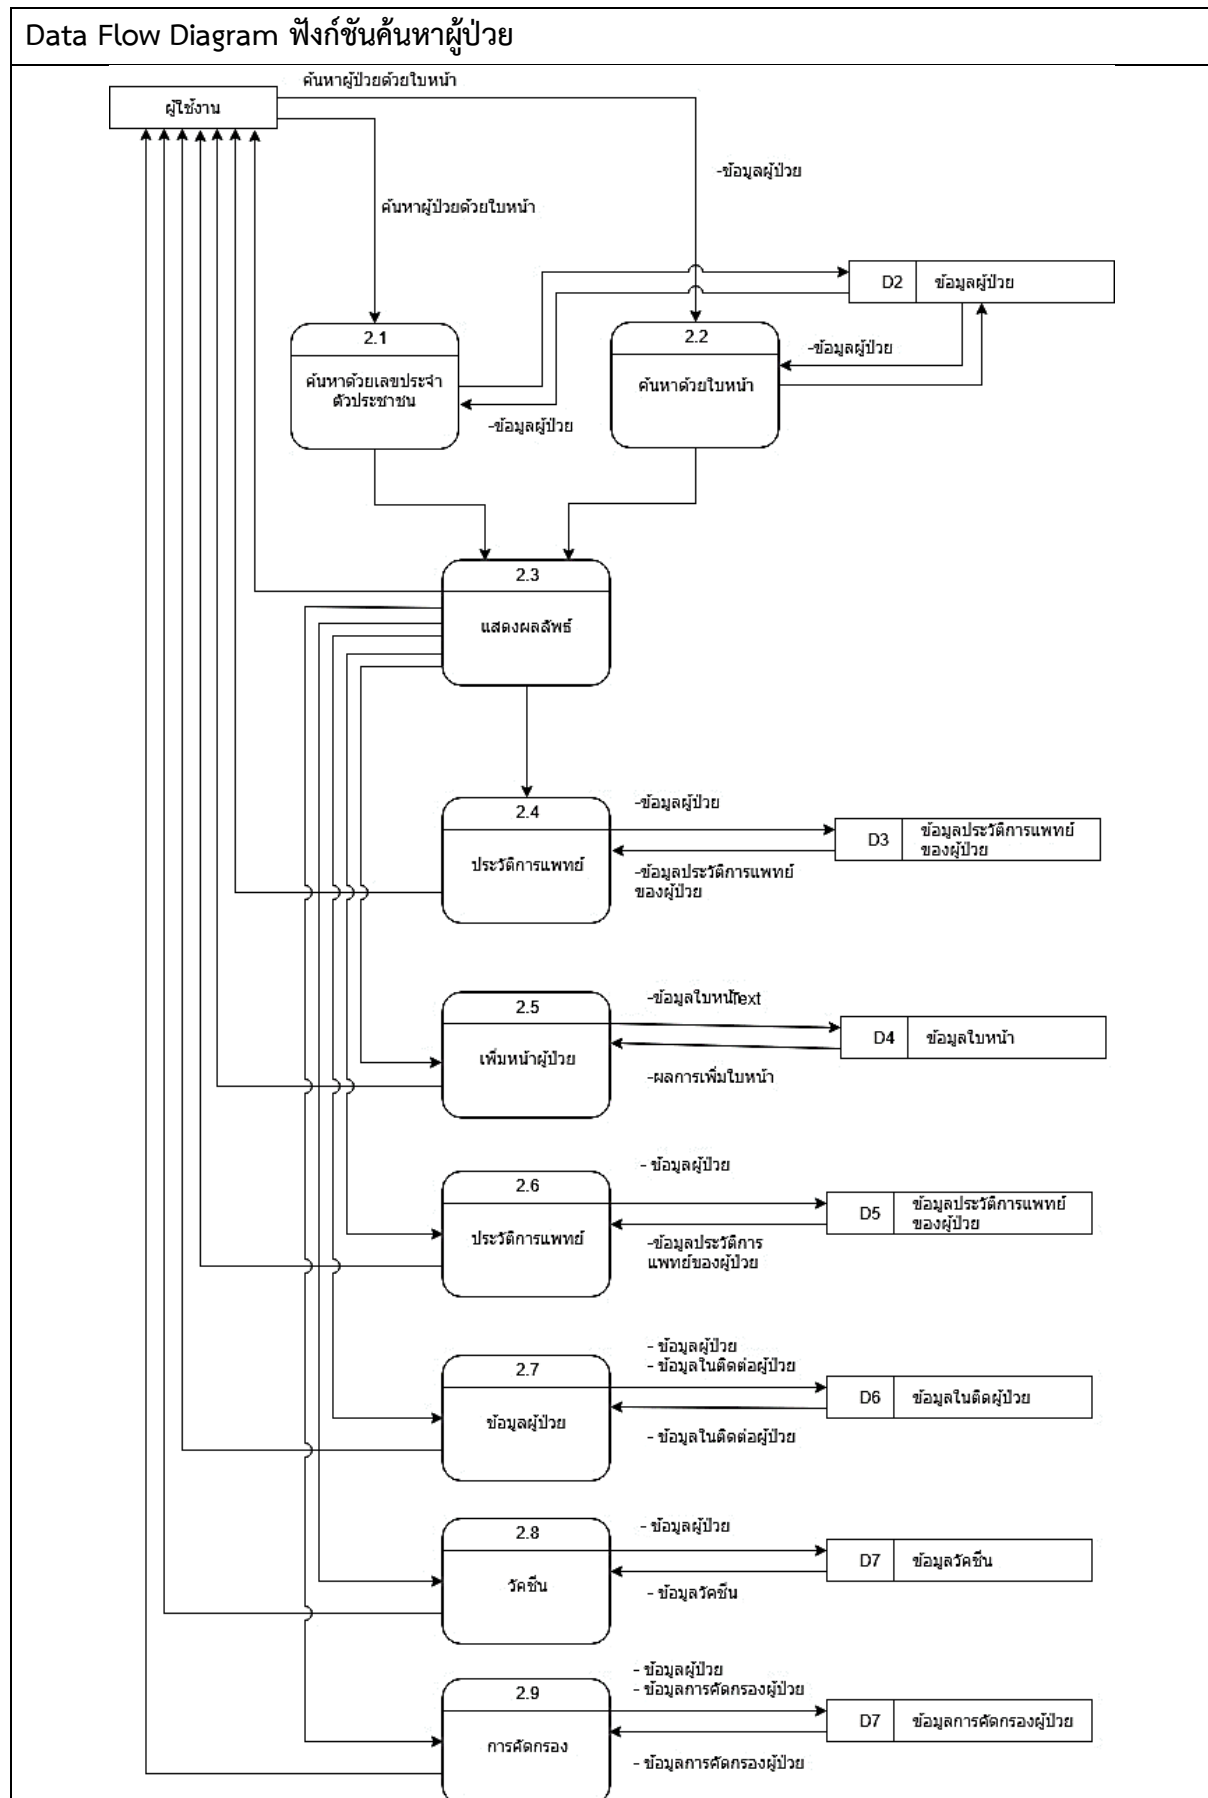 Data Flow Diagram ฟังก์ชันค้นหาผู้ป่วย
ค้นหาผู้ป่วยด้วยใบหน้า
ผู้ใช้งาน
-ข้อมูลผู้ป่วย
ค้นหาผู้ป่วยด้วยใบหน้า
D2 ข้อมูลผู้ป่วย
2.1
ค้นหาด้วยเลขประจำ
ตัวประชาชน
2.2
ค้นหาด้วยใบหน้า
-ข้อมูลผู้ป่วย
-ข้อมูลผู้ป่วย
2.3
แสดงผลลัพธ์
2.4
ประวัติการแพทย์
-ข้อมูลผู้ป่วย
-ข้อมูลประวัติการแพทย์
ของผู้ป่วย
D3 ข้อมูลประวัติการแพทย์
ของผู้ป่วย
2.5
เพิ่มหน้าผู้ป่วย
-ข้อมูลใบหน้Text
-ผลการเพิ่มใบหน้า
D4 ข้อมูลใบหน้า
2.6
ประวัติการแพทย์
- ข้อมูลผู้ป่วย
-ข้อมูลประวัติการ
แพทย์ของผู้ป่วย
D5 ข้อมูลประวัติการแพทย์
ของผู้ป่วย
2.7
ข้อมูลผู้ป่วย
- ข้อมูลผู้ป่วย
- ข้อมูลในติดต่อผู้ป่วย
- ข้อมูลในติดต่อผู้ป่วย
D6 ข้อมูลในติดผู้ป่วย
2.8
วัคซีน
- ข้อมูลผู้ป่วย
- ข้อมูลวัคซีน
D7 ข้อมูลวัคซีน
2.9
การคัดกรอง
- ข้อมูลผู้ป่วย
- ข้อมูลการคัดกรองผู้ป่วย
- ข้อมูลการคัดกรองผู้ป่วย
D7 ข้อมูลการคัดกรองผู้ป่วย